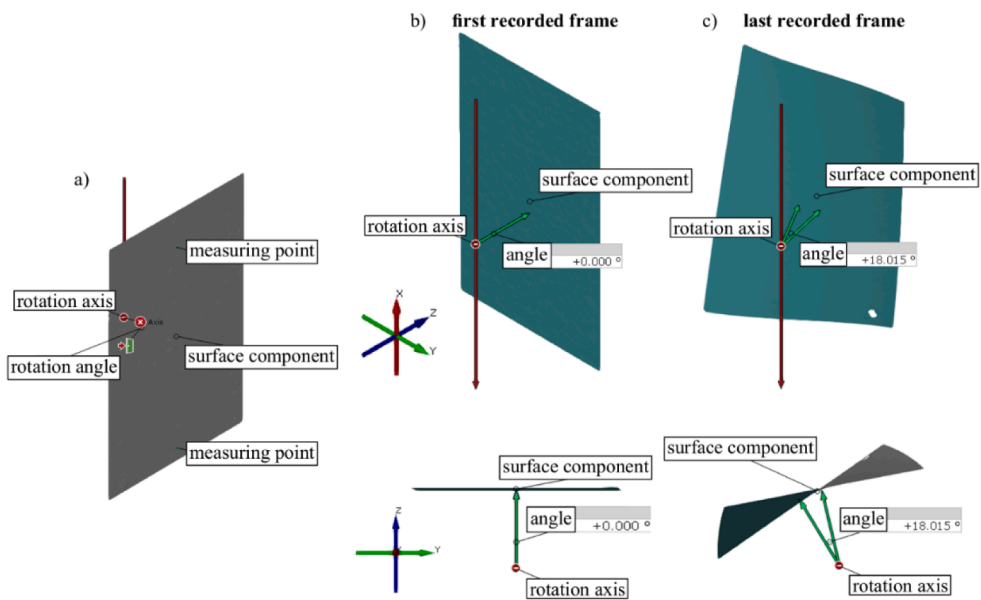 b) first recorded frame
c) last recorded frame
a)
measuring point
rotation axis
Axis
surface component
rotation angle
measuring point
surface component
rotation axis
angle
+0.000 °
X
Z
Y
surface component
rotation axis
angle
+18.015 °
surface component
angle
+0.000 °
rotation axis
Z
Y
surface component
angle
+18.015 °
rotation axis